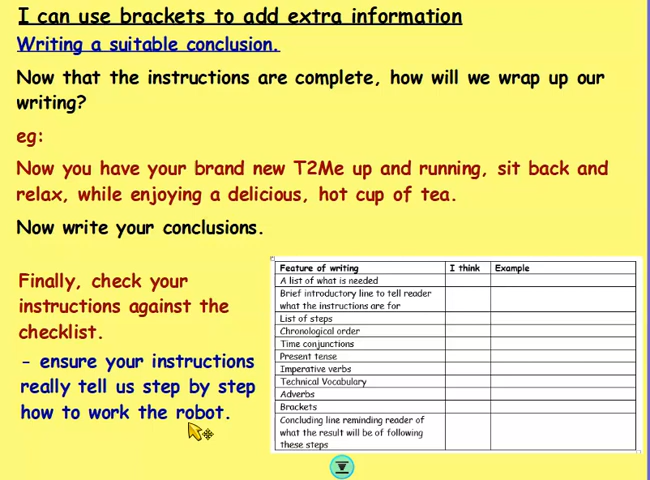 I can use brackets to add extra information
Writing a suitable conclusion.
Now that the instructions are complete, how will we wrap up our
writing?
eg:
Now you have your brand new T2Me up and running, sit back and
relax, while enjoying a delicious, hot cup of tea.
Now write your conclusions.
Finally, check your
instructions against the
checklist.
- ensure your instructions
really tell us step by step
how to work the robot.
Feature of writing I think Example
A list of what is needed
Brief introductory line to tell reader
what the instructions are for
List of steps
Chronological order
Time conjunctions
Present tense
Imperative verbs
Technical Vocabulary
Adverbs
Brackets
Concluding line reminding reader of
what the result will be of following
these steps